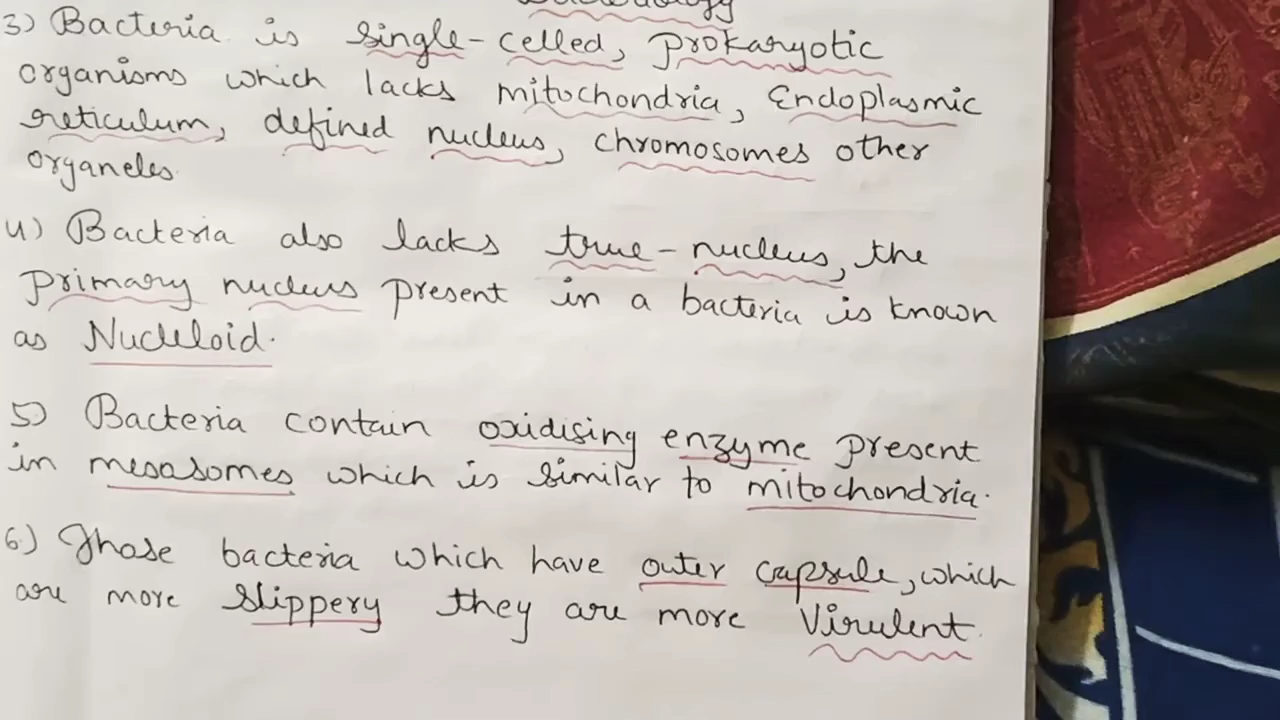 3) Bacteria is single-celled, prokaryotic
organisms which lacks mitochondria, Endoplasmic
reticulum, defined nucleus, chromosomes other
organeles.
4) Bacteria also lacks true-nucleus, the
primary nucleus present in a bacteria is known
as Nucleloid.
5) Bacteria contain oxidising enzyme present
in mesasomes which is similar to mitochondria.
6.) Those bacteria which have outer capsule, which
are more slippery they are more Virulent.